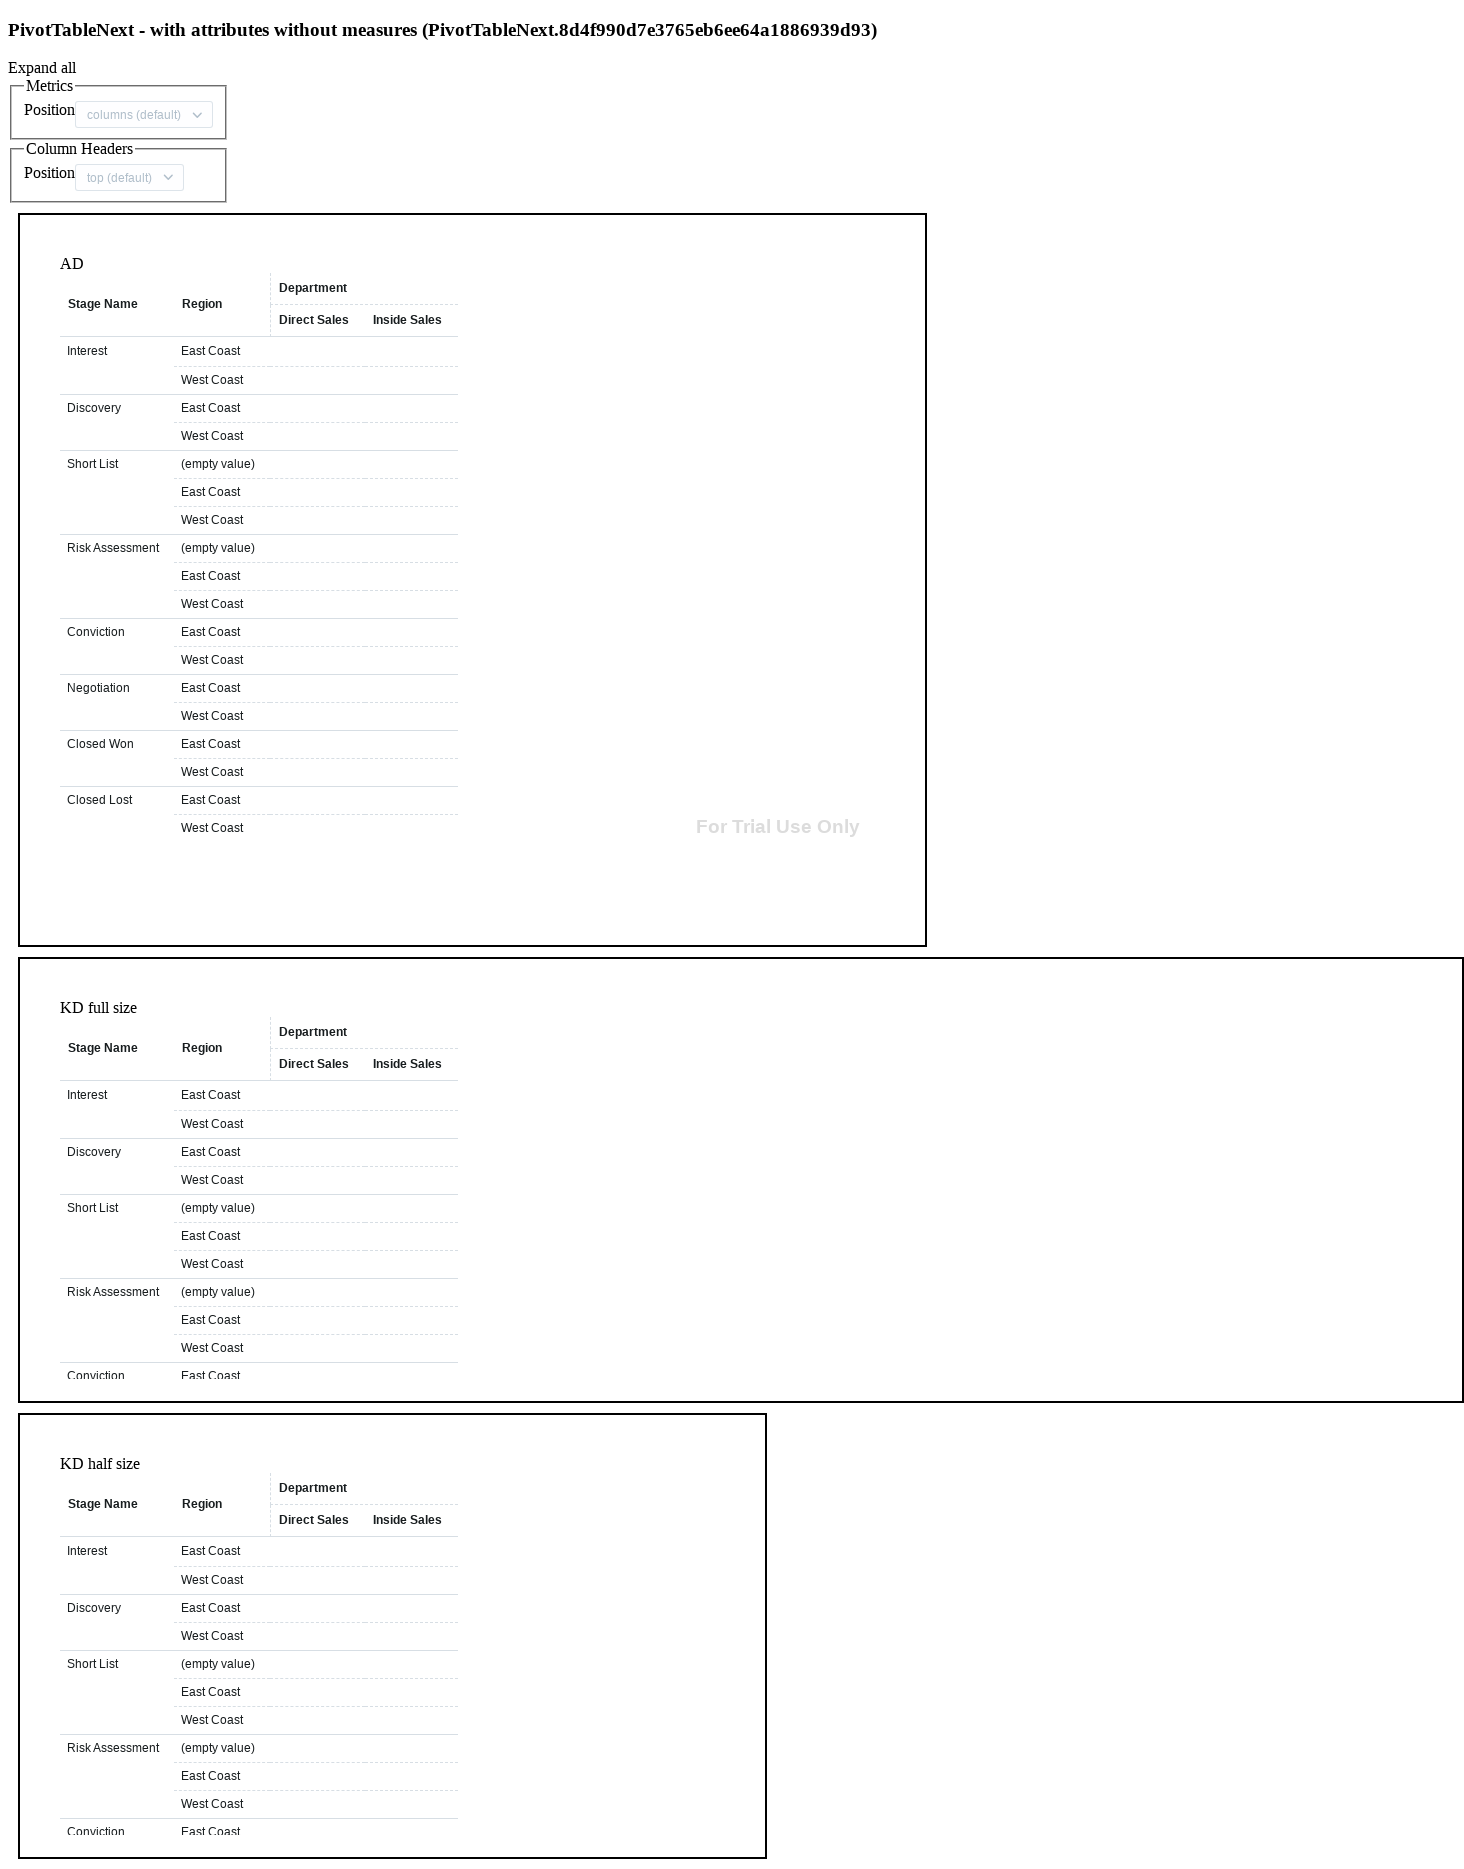 PivotTableNext - with attributes without measures (PivotTableNext.8d4f990d7e3765eb6ee64a1886939d93)
Expand all
Metrics
Position columns (default)
Column Headers
Position top (default)
AD
Department
Stage Name Region
Direct Sales Inside Sales
Interest East Coast
West Coast
Discovery East Coast
West Coast
Short List (empty value)
East Coast
West Coast
Risk Assessment (empty value)
East Coast
West Coast
Conviction East Coast
West Coast
Negotiation East Coast
West Coast
Closed Won East Coast
West Coast
Closed Lost East Coast
West Coast
For Trial Use Only
KD full size
Department
Stage Name Region
Direct Sales Inside Sales
Interest East Coast
West Coast
Discovery East Coast
West Coast
Short List (empty value)
East Coast
West Coast
Risk Assessment (empty value)
East Coast
West Coast
Conviction East Coast
KD half size
Department
Stage Name Region
Direct Sales Inside Sales
Interest East Coast
West Coast
Discovery East Coast
West Coast
Short List (empty value)
East Coast
West Coast
Risk Assessment (empty value)
East Coast
West Coast
Conviction East Coast